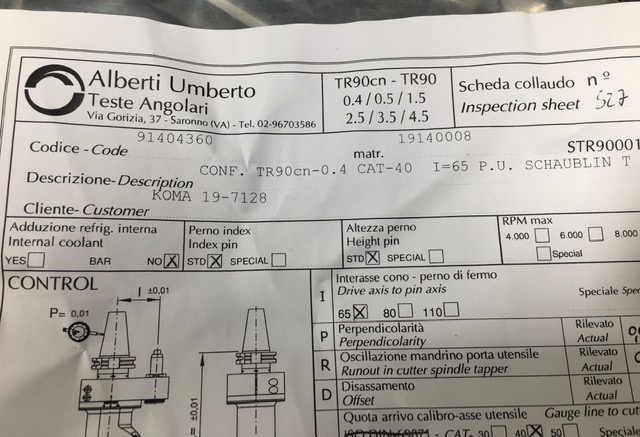 Alberti Umberto
Teste Angolari
Via Gorizia, 37 - Saronno (VA) - Tel. 02-96703586
TR90cn - TR90
0.4 / 0.5 / 1.5
2.5 / 3.5 / 4.5
Scheda collaudo n°
Inspection sheet 527
91404360 19140008
Codice - Code matr. STR90001
CONF. TR90cn-0.4 CAT-40 I=65 P.U. SCHAUBLIN T
Descrizione- Description
KOMA 19-7128
Cliente- Customer
Adduzione refrig. interna
Internal coolant
YES BAR NO X
Perno index
Index pin
STD X SPECIAL
Altezza perno
Height pin
STD X SPECIAL
RPM max
4.000 6.000 8.000
Special
CONTROL
I ±0,01
P= 0,01
= ±0,01
I Interasse cono - perno di fermo
Drive axis to pin axis Speciale
65 X 80 110
P Perpendicolarità Rilevato
Perpendicularity Actual
R Oscillazione mandrino porta utensile Rilevato
Runout in cutter spindle tapper Actual
D Disassamento Rilevato
Offset Actual
Quota arrivo calibro-asse utensile Gauge line to
ISO DIN 69871 - CAT- 30 40 X 50 Speciale